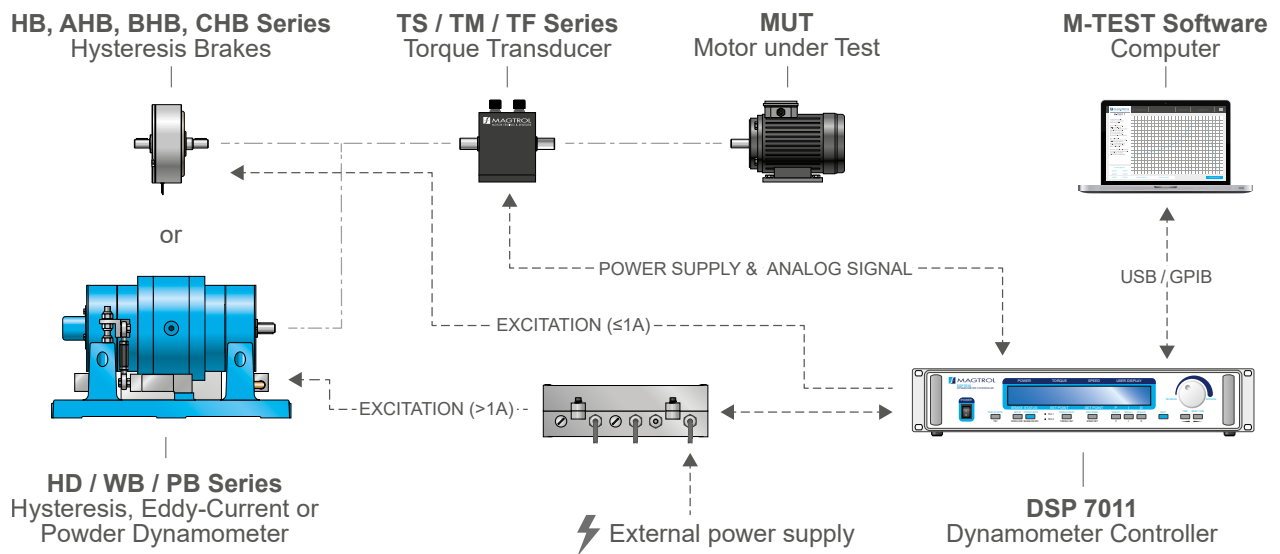 HB, AHB, BHB, CHB Series
Hysteresis Brakes
TS / TM / TF Series
Torque Transducer
MUT
Motor under Test
M-TEST Software
Computer
MAGTROL
or
POWER SUPPLY & ANALOG SIGNAL
USB / GPIB
EXCITATION (≤1A)
EXCITATION (>1A)
MAGTROL
POWER
TORQUE
SPEED
USER DISPLAY
HD / WB / PB Series
Hysteresis, Eddy-Current or
Powder Dynamometer
External power supply
DSP 7011
Dynamometer Controller